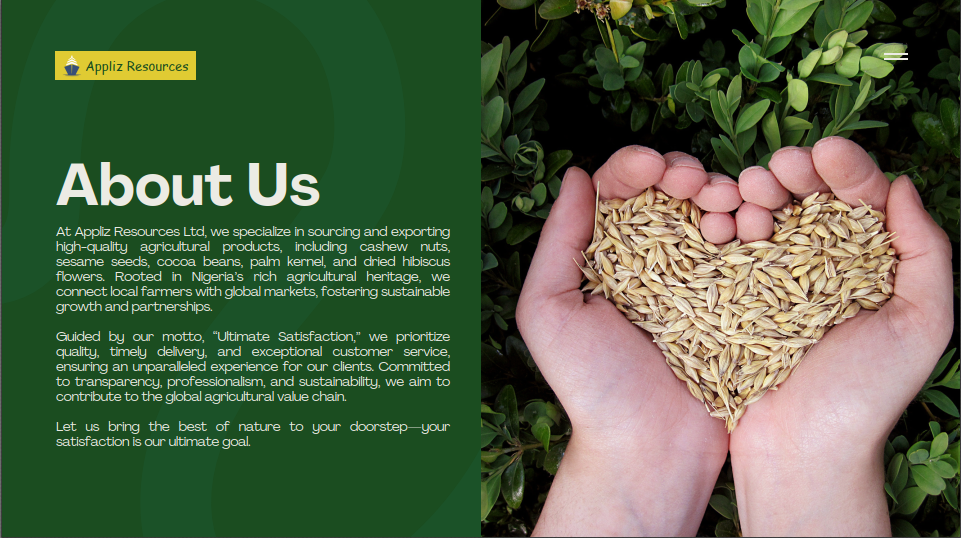 Appliz Resources
About Us
At Appliz Resources Ltd, we specialize in sourcing and exporting
high-quality agricultural products, including cashew nuts,
sesame seeds, cocoa beans, palm kernel, and dried hibiscus
flowers. Rooted in Nigeria's rich agricultural heritage, we
connect local farmers with global markets, fostering sustainable
growth and partnerships.
Guided by our motto, “Ultimate Satisfaction,” we prioritize
quality, timely delivery, and exceptional customer service,
ensuring an unparalleled experience for our clients. Committed
to transparency, professionalism, and sustainability, we aim to
contribute to the global agricultural value chain.
Let us bring the best of nature to your doorstep—your
satisfaction is our ultimate goal.